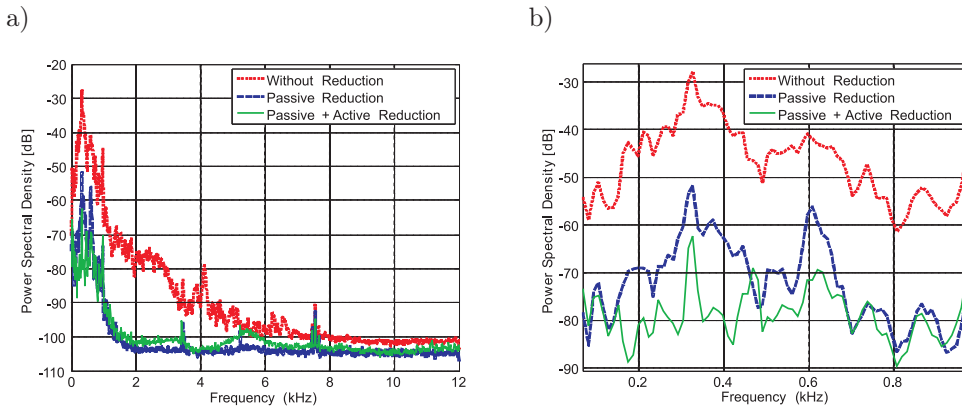 a)
b)
Power Spectral Density [dB]
-20
-30
-40
-50
-60
-70
-80
-90
-100
-110
Without Reduction
Passive Reduction
Passive + Active Reduction
0
2
4
6
8
10
12
Frequency (kHz)
Power Spectral Density [dB]
-30
-40
-50
-60
-70
-80
-90
Without Reduction
Passive Reduction
Passive + Active Reduction
0.2
0.4
0.6
0.8
Frequency (kHz)